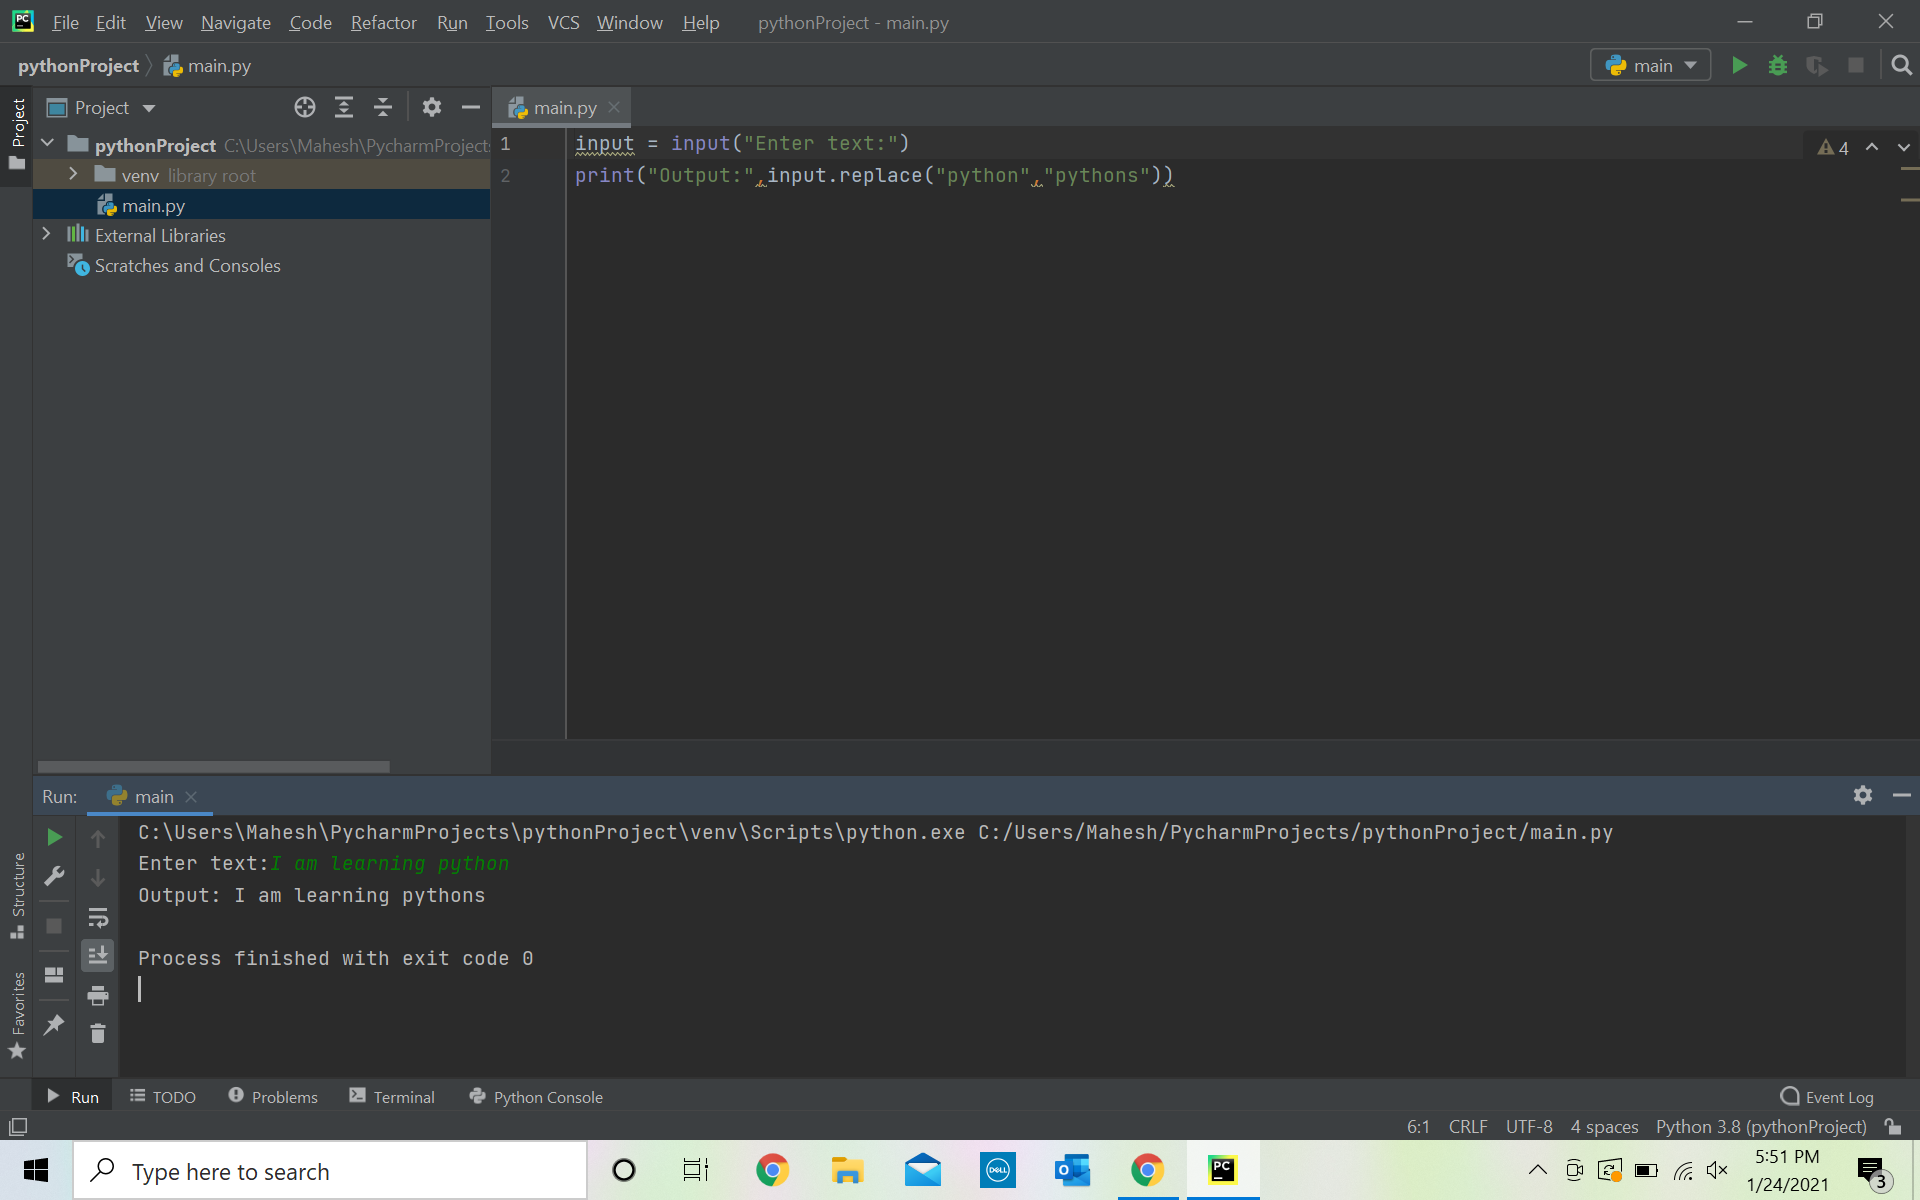 PC File Edit View Navigate Code Refactor Run Tools VCS Window Help pythonProject - main.py
pythonProject main.py
main
Project
Project
main.py
pythonProject C:\Users\Mahesh\PycharmProject
venv library root
main.py
External Libraries
Scratches and Consoles
1 input = input("Enter text:")
2 print("Output:",input.replace("python","pythons"))
4
Run: main
C:\Users\Mahesh\PycharmProjects\pythonProject\venv\Scripts\python.exe C:/Users/Mahesh/PycharmProjects/pythonProject/main.py
Enter text:I am learning python
Output: I am learning pythons
Process finished with exit code 0
Structure
Favorites
Run TODO Problems Terminal Python Console Event Log
6:1 CRLF UTF-8 4 spaces Python 3.8 (pythonProject)
Type here to search
DELL
O
PC
5:51 PM
1/24/2021
3